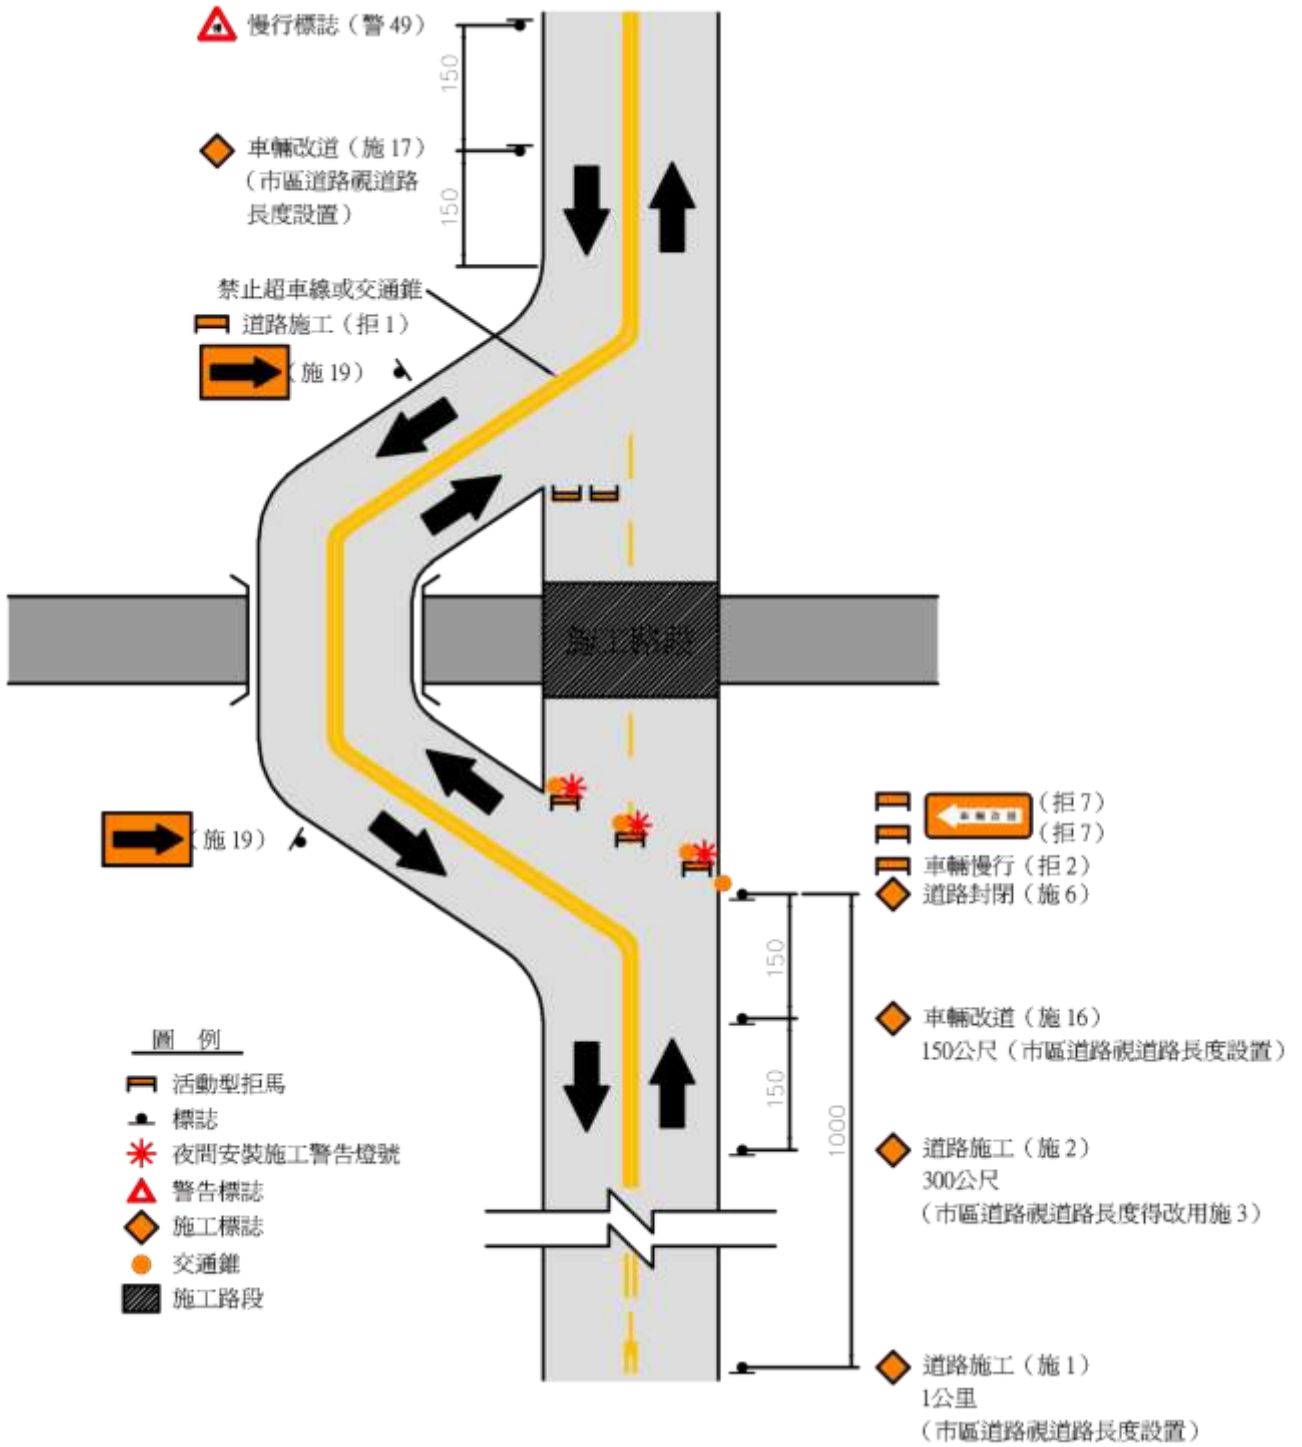 慢行標誌（警 49）
150
車輛改道（施 17）
（市區道路視道路
長度設置）
150
禁止超車線或交通錐
道路施工（拒 1）
（施 19）
施工路段
（施 19）
車輛改道
（拒 7）
（拒 7）
車輛慢行（拒 2）
道路封閉（施 6）
150
車輛改道（施 16）
150公尺（市區道路視道路長度設置）
150
1000
道路施工（施 2）
300公尺
（市區道路視道路長度得改用施 3）
道路施工（施 1）
1公里
（市區道路視道路長度設置）
圖 例
活動型拒馬
標誌
夜間安裝施工警告燈號
警告標誌
施工標誌
交通錐
施工路段